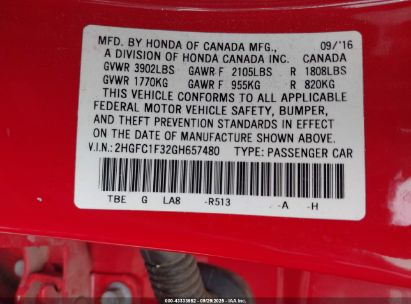 MFD. BY HONDA OF CANADA MFG., 09/'16
A DIVISION OF HONDA CANADA INC. CANADA
GVWR 3902LBS GAWR F 2105LBS R 1808LBS
GVWR 1770KG GAWR F 955KG R 820KG
THIS VEHICLE CONFORMS TO ALL APPLICABLE
FEDERAL MOTOR VEHICLE SAFETY, BUMPER,
AND THEFT PREVENTION STANDARDS IN EFFECT
ON THE DATE OF MANUFACTURE SHOWN ABOVE.
V.I.N.: 2HGFC1F32GH657480 TYPE: PASSENGER CAR
TBE G LA8 -R513 -A -H